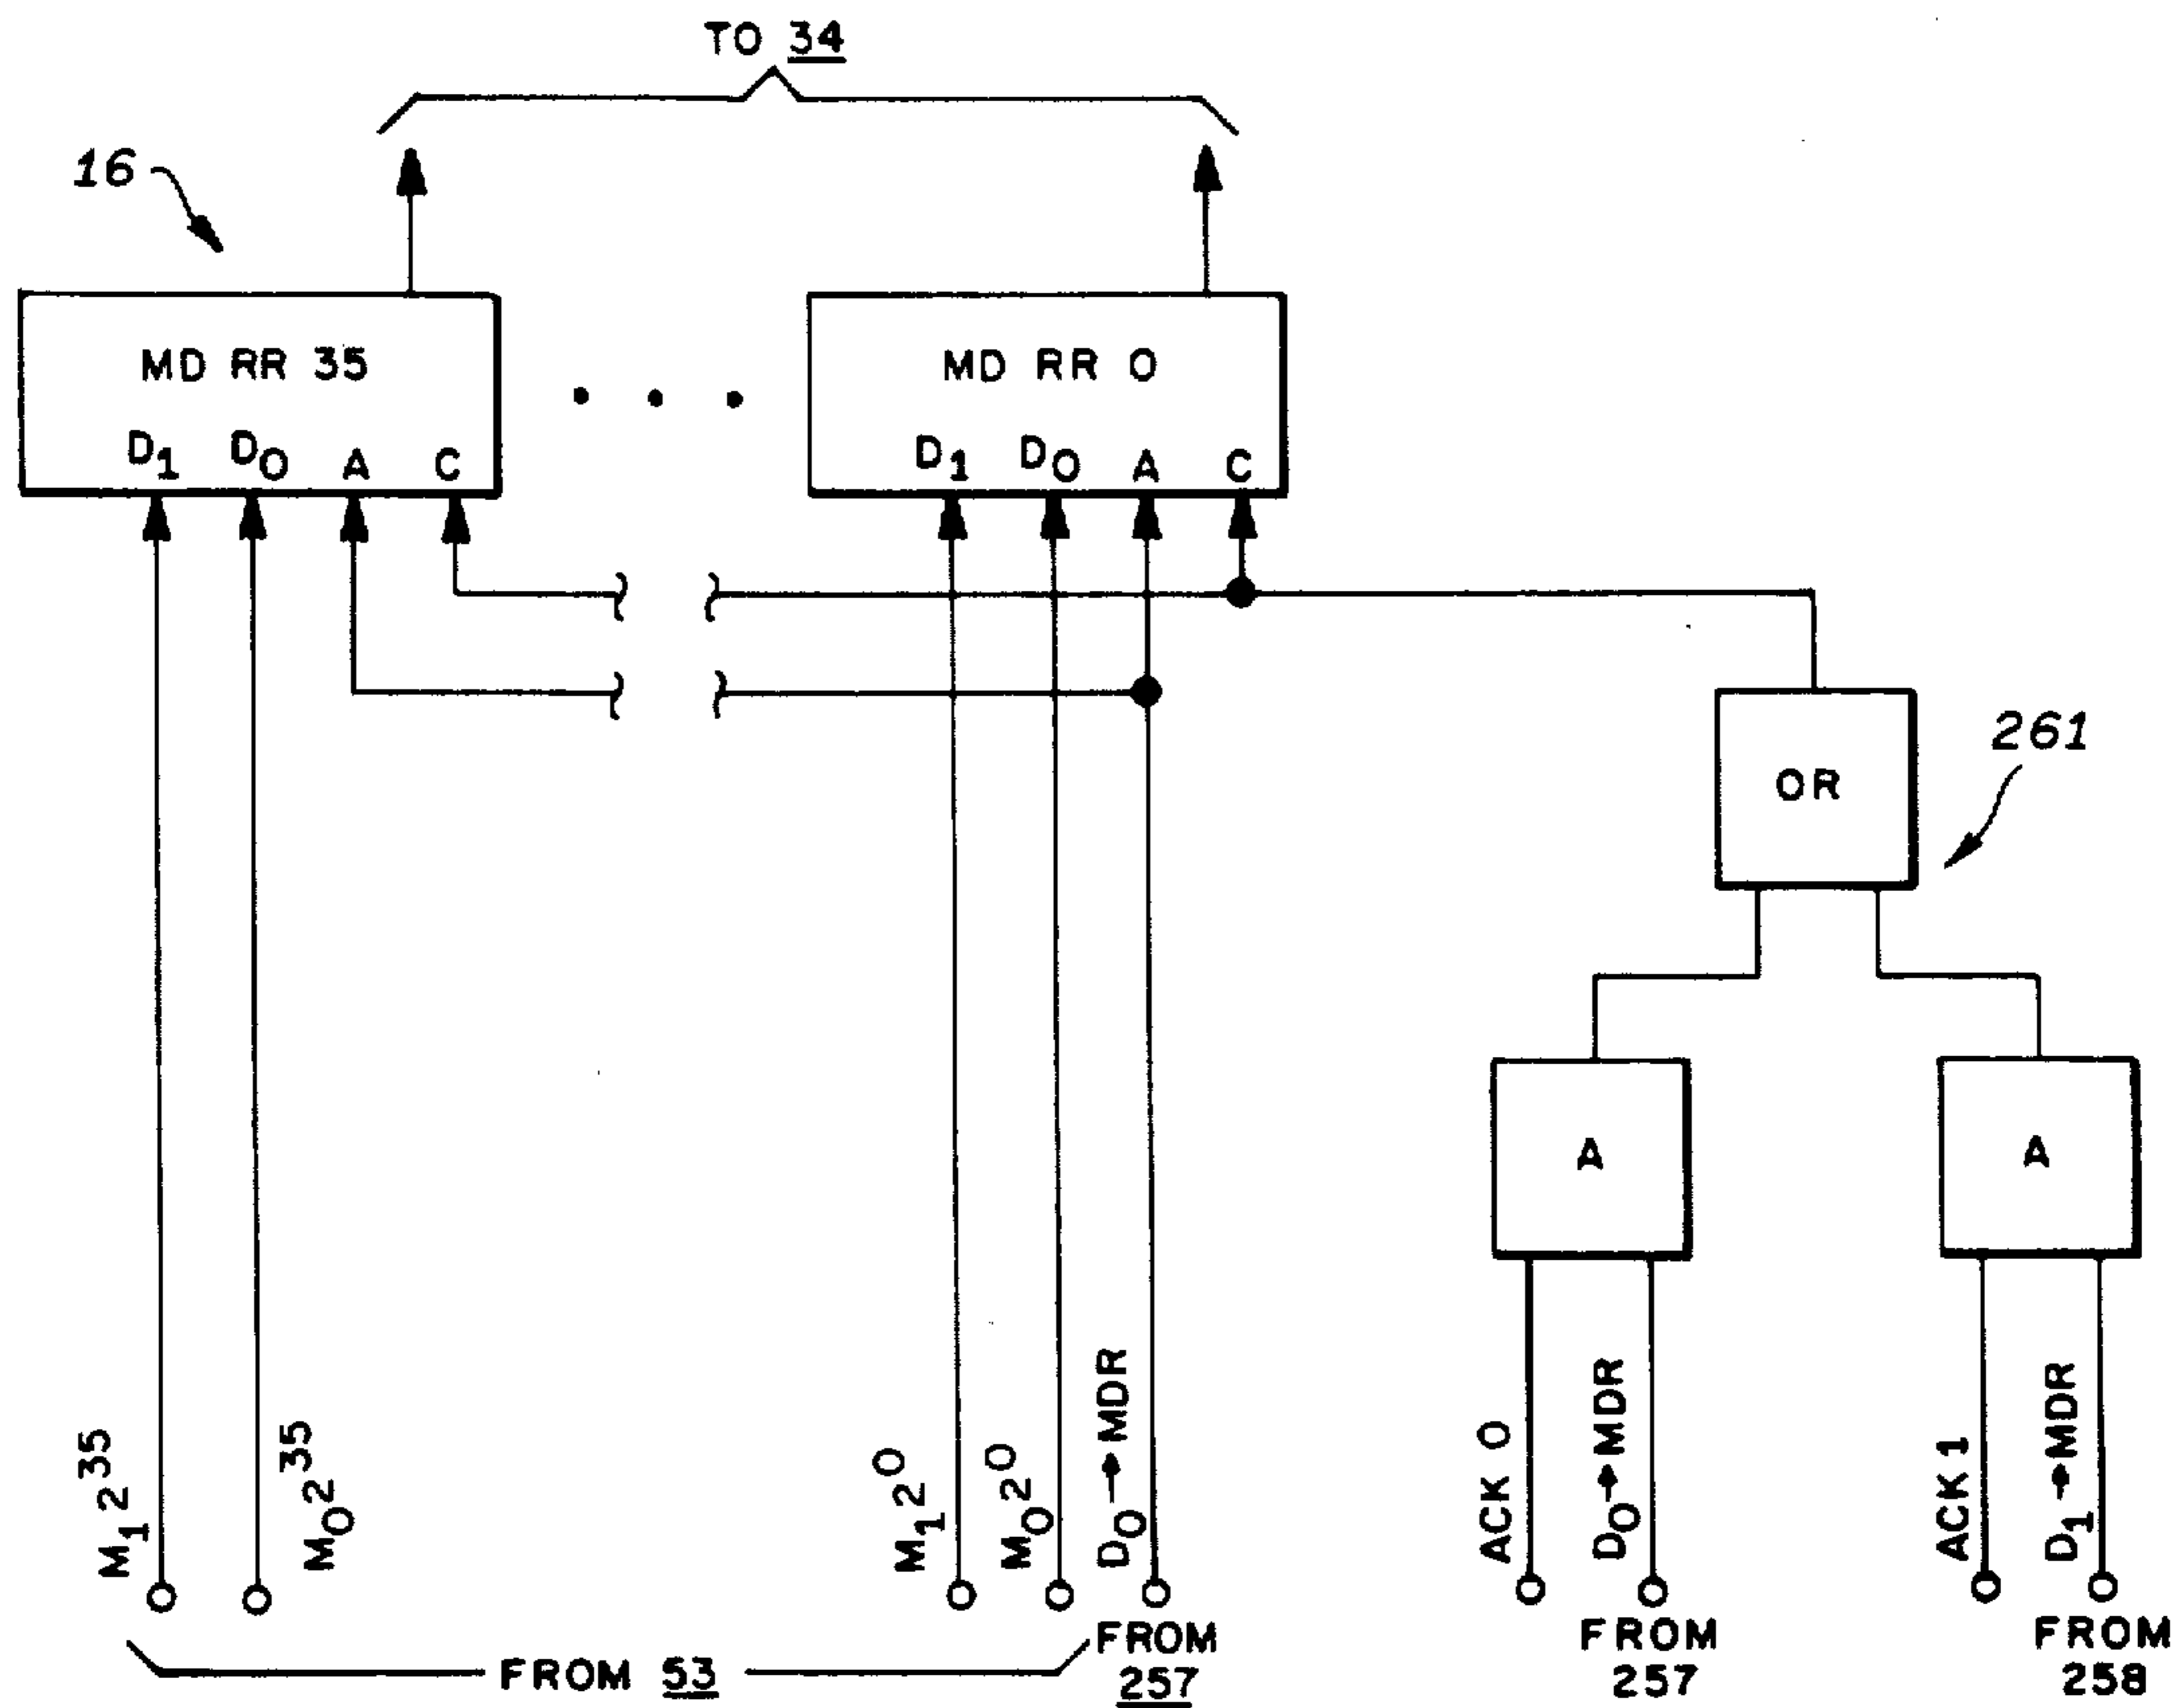 TO 34
16
MD RR 35
D1 D0 A C
MD RR 0
D1 D0 A C
261
OR
A
A
M1 2^35
M0 2^35
M1 2^0
M0 2^0
D0→MDR
ACK 0
D0→MDR
ACK 1
D1→MDR
FROM 53
FROM
257
FROM
257
FROM
258